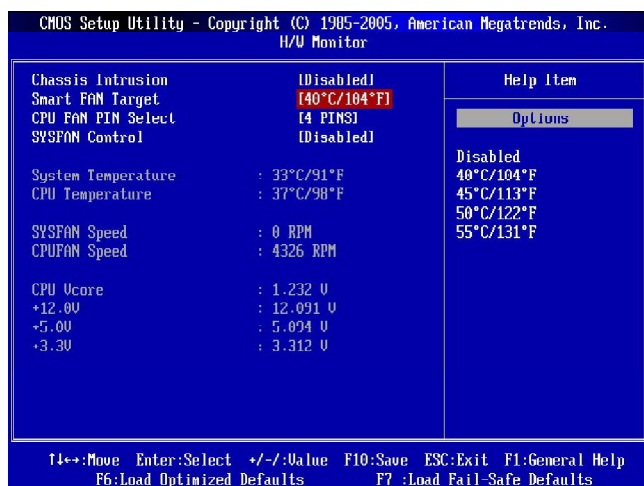 CMOS Setup Utility - Copyright (C) 1985-2005, American Megatrends, Inc.
H/W Monitor
Chassis Intrusion [Disabled]
Smart FAN Target [40°C/104°F]
CPU FAN PIN Select [4 PINS]
SYSFAN Control [Disabled]
System Temperature : 33°C/91°F
CPU Temperature : 37°C/98°F
SYSFAN Speed : 0 RPM
CPUFAN Speed : 4326 RPM
CPU Vcore : 1.232 V
+12.0V : 12.091 V
+5.0V : 5.094 V
+3.3V : 3.312 V
Help Item
Options
Disabled
40°C/104°F
45°C/113°F
50°C/122°F
55°C/131°F
↑↓←→:Move Enter:Select +/-/:Value F10:Save ESC:Exit F1:General Help
F6:Load Optimized Defaults F7 :Load Fail-Safe Defaults